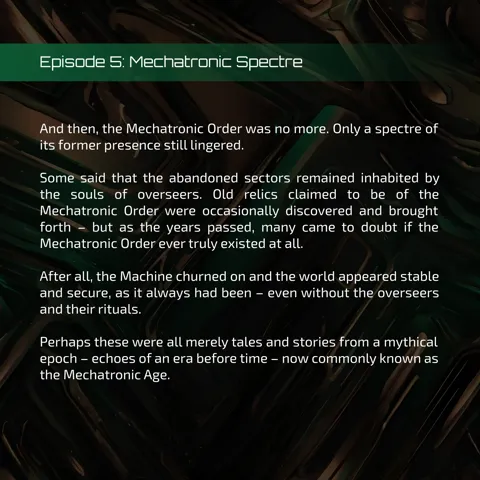 Episode 5: Mechatronic Spectre
And then, the Mechatronic Order was no more. Only a spectre of
its former presence still lingered.
Some said that the abandoned sectors remained inhabited by
the souls of overseers. Old relics claimed to be of the
Mechatronic Order were occasionally discovered and brought
forth – but as the years passed, many came to doubt if the
Mechatronic Order ever truly existed at all.
After all, the Machine churned on and the world appeared stable
and secure, as it always had been – even without the overseers
and their rituals.
Perhaps these were all merely tales and stories from a mythical
epoch – echoes of an era before time – now commonly known as
the Mechatronic Age.